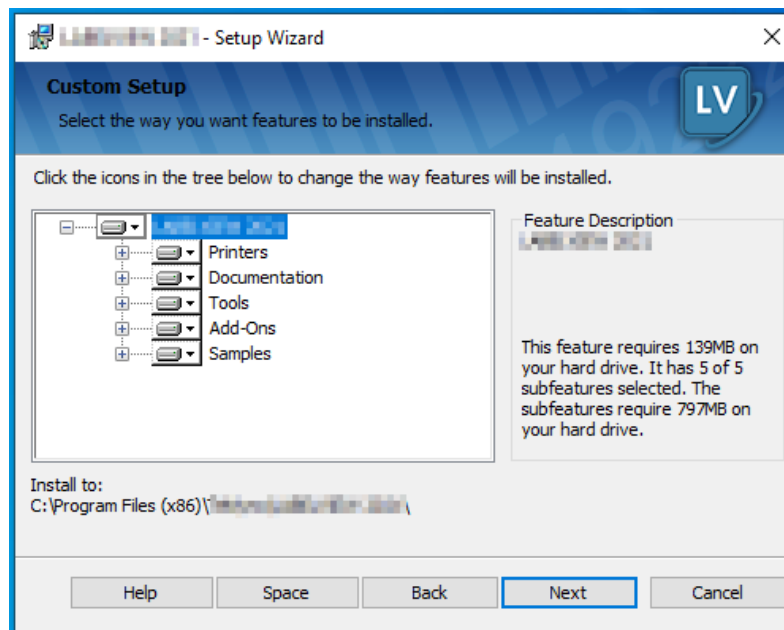 - Setup Wizard
Custom Setup
Select the way you want features to be installed.
LV
Click the icons in the tree below to change the way features will be installed.
Printers
Documentation
Tools
Add-Ons
Samples
Feature Description
This feature requires 139MB on
your hard drive. It has 5 of 5
subfeatures selected. The
subfeatures require 797MB on
your hard drive.
Install to:
C:\Program Files (x86)\
Help
Space
Back
Next
Cancel